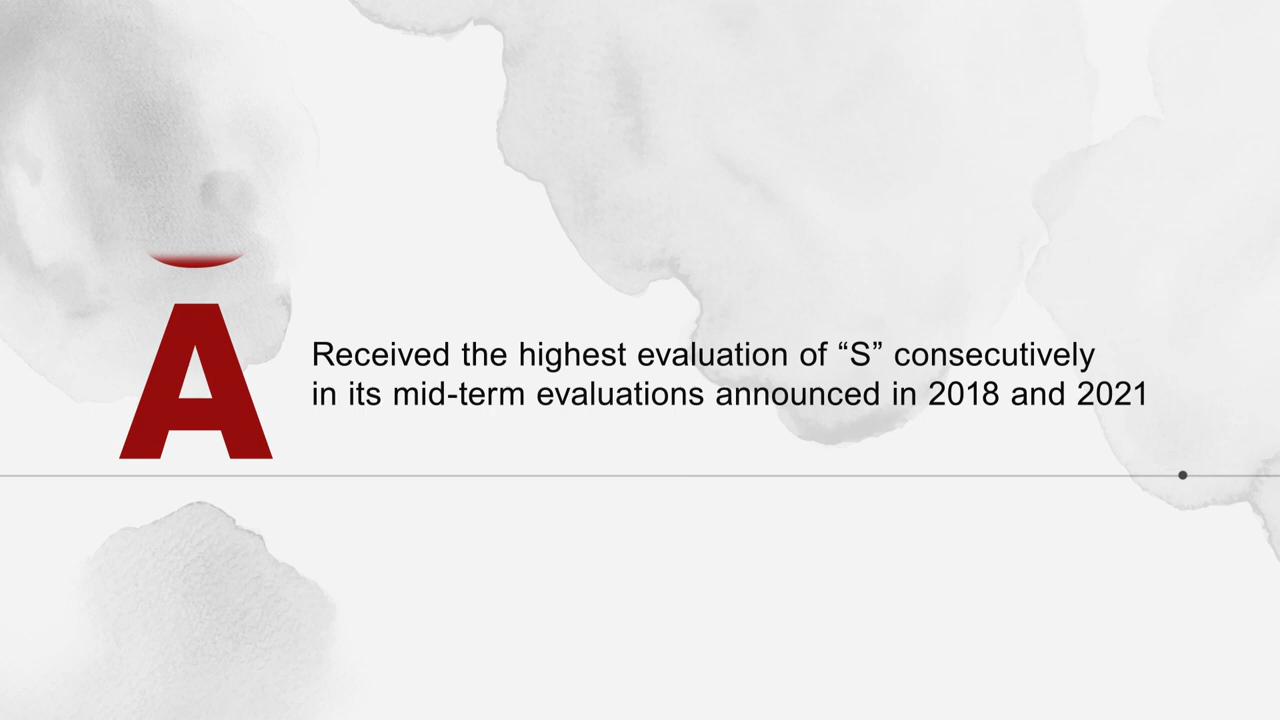 A
Received the highest evaluation of “S” consecutively
in its mid-term evaluations announced in 2018 and 2021